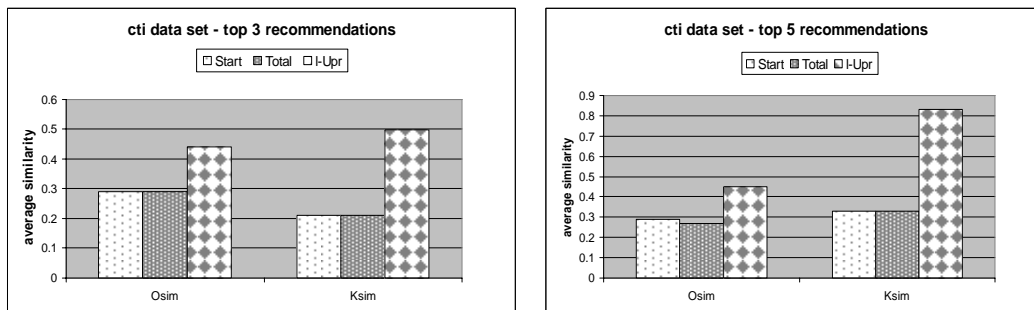 cti data set - top 3 recommendations
Start Total l-Upr
average similarity
0.6
0.5
0.4
0.3
0.2
0.1
0
Osim Ksim
cti data set - top 5 recommendations
Start Total l-Upr
average similarity
0.9
0.8
0.7
0.6
0.5
0.4
0.3
0.2
0.1
0
Osim Ksim